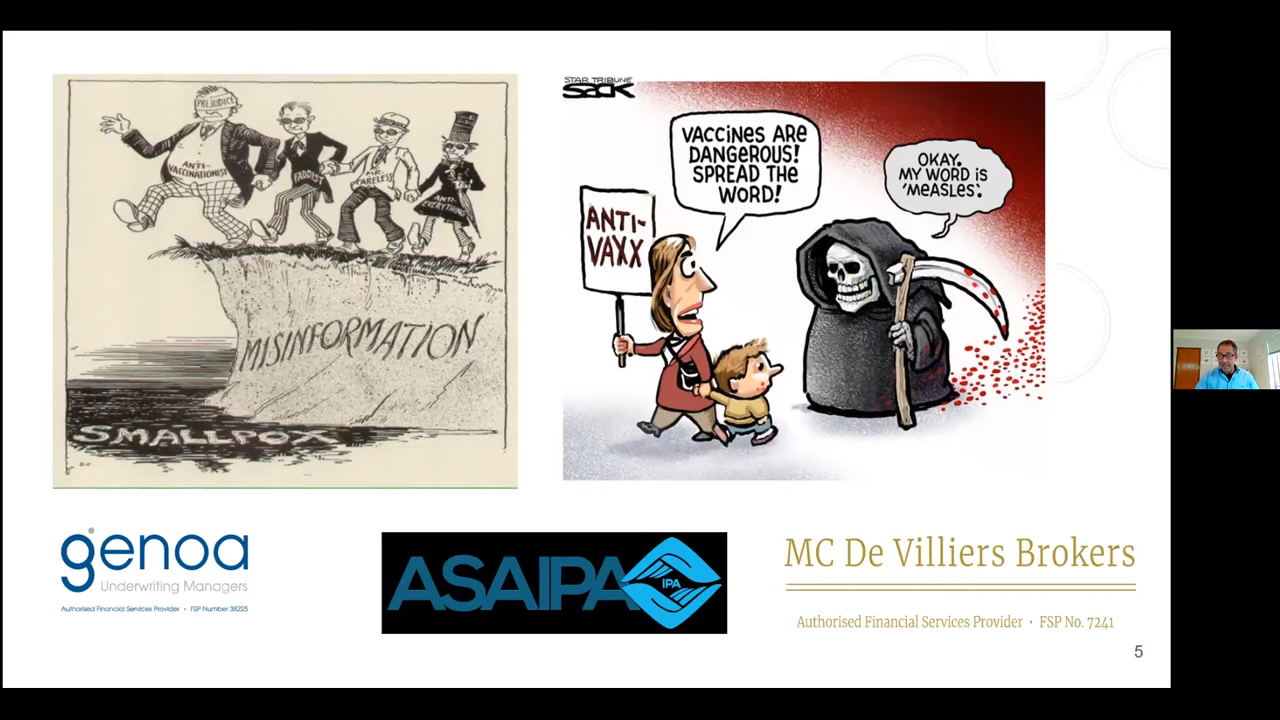 PREJUDICE
ANTI-
VACCINATIONIST
FADDIST
CARELESS
ANTI-
EVERYTHING
MISINFORMATION
SMALLPOX
STAR TRIBUNE
SACK
VACCINES ARE
DANGEROUS!
SPREAD THE
WORD!
OKAY.
MY WORD IS
'MEASLES'.
ANTI-
VAXX
genoa
Underwriting Managers
Authorised Financial Services Provider • FSP Number 38225
ASAIPA
IPA
MC De Villiers Brokers
Authorised Financial Services Provider • FSP No. 7241
5